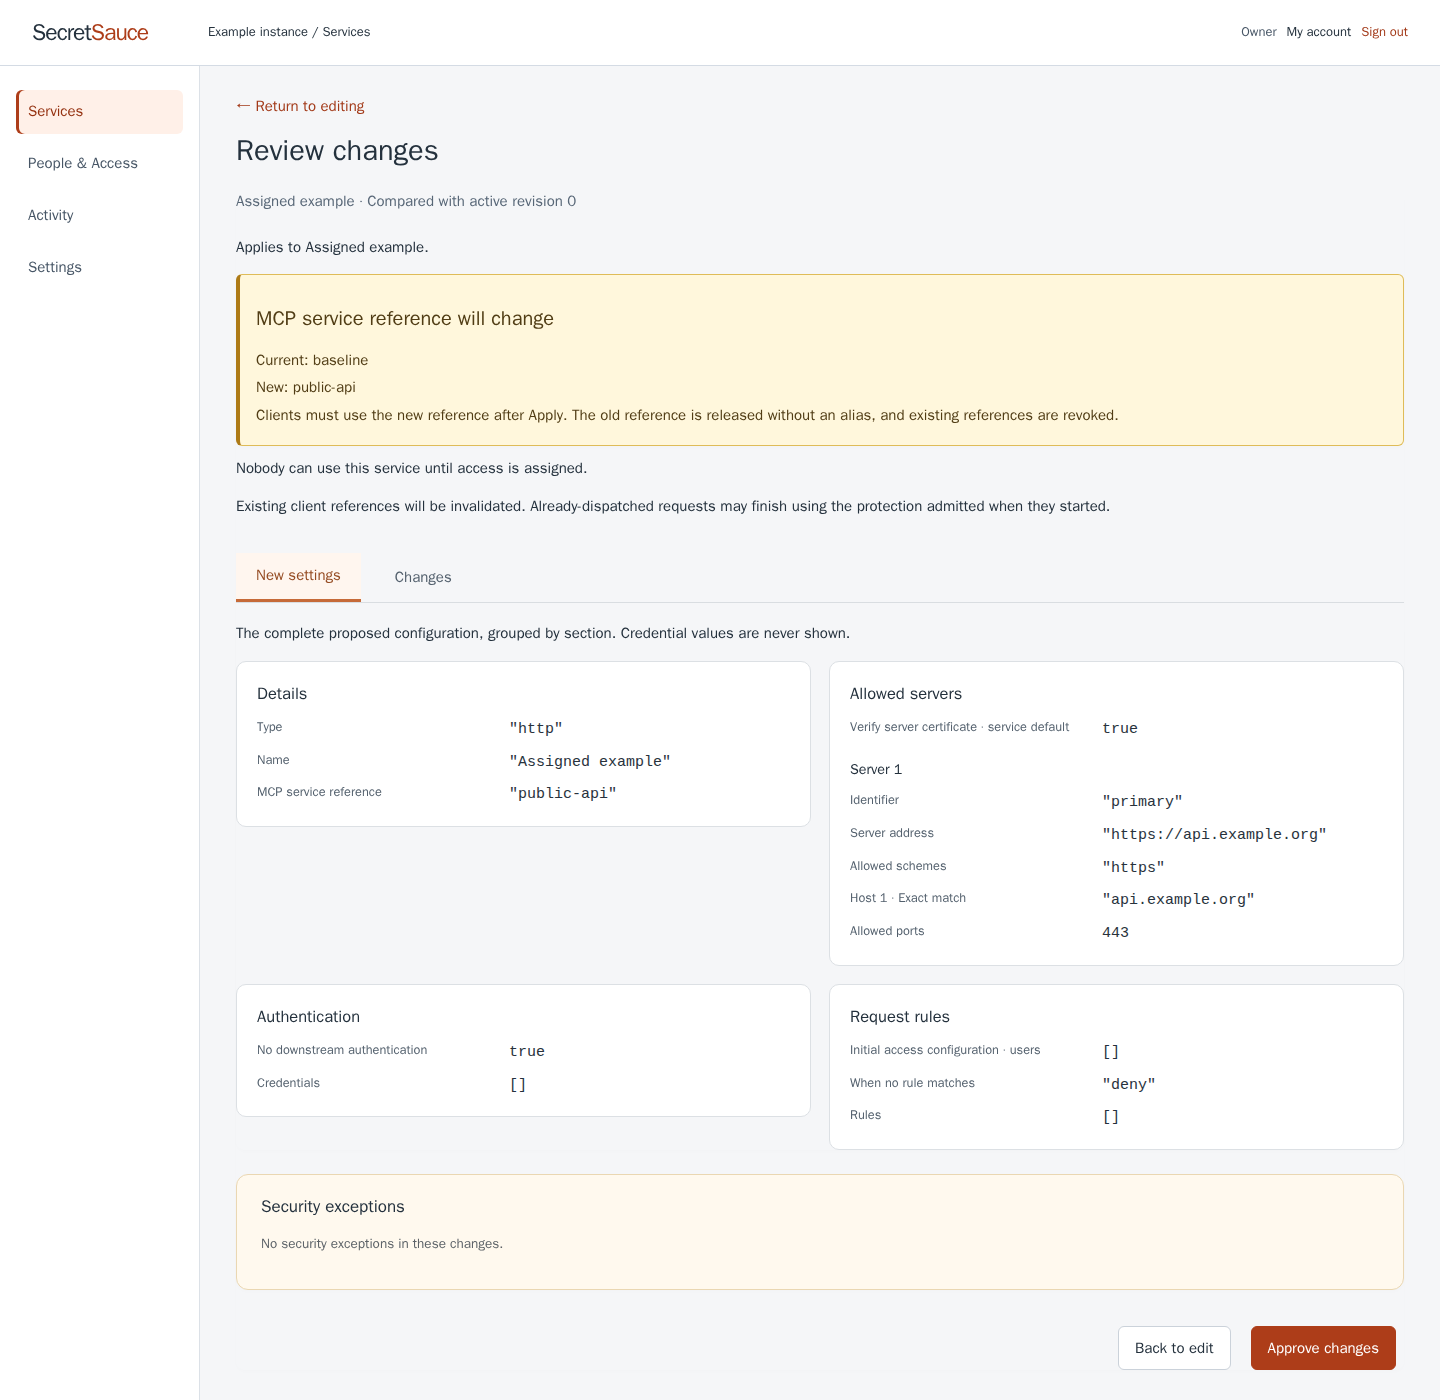 SecretSauce
Example instance / Services
Owner My account Sign out
Services
People & Access
Activity
Settings
← Return to editing
Review changes
Assigned example · Compared with active revision 0
Applies to Assigned example.
MCP service reference will change
Current: baseline
New: public-api
Clients must use the new reference after Apply. The old reference is released without an alias, and existing references are revoked.
Nobody can use this service until access is assigned.
Existing client references will be invalidated. Already-dispatched requests may finish using the protection admitted when they started.
New settings
Changes
The complete proposed configuration, grouped by section. Credential values are never shown.
Details
Type "http"
Name "Assigned example"
MCP service reference "public-api"
Allowed servers
Verify server certificate · service default true
Server 1
Identifier "primary"
Server address "https://api.example.org"
Allowed schemes "https"
Host 1 · Exact match "api.example.org"
Allowed ports 443
Authentication
No downstream authentication true
Credentials []
Request rules
Initial access configuration · users []
When no rule matches "deny"
Rules []
Security exceptions
No security exceptions in these changes.
Back to edit
Approve changes